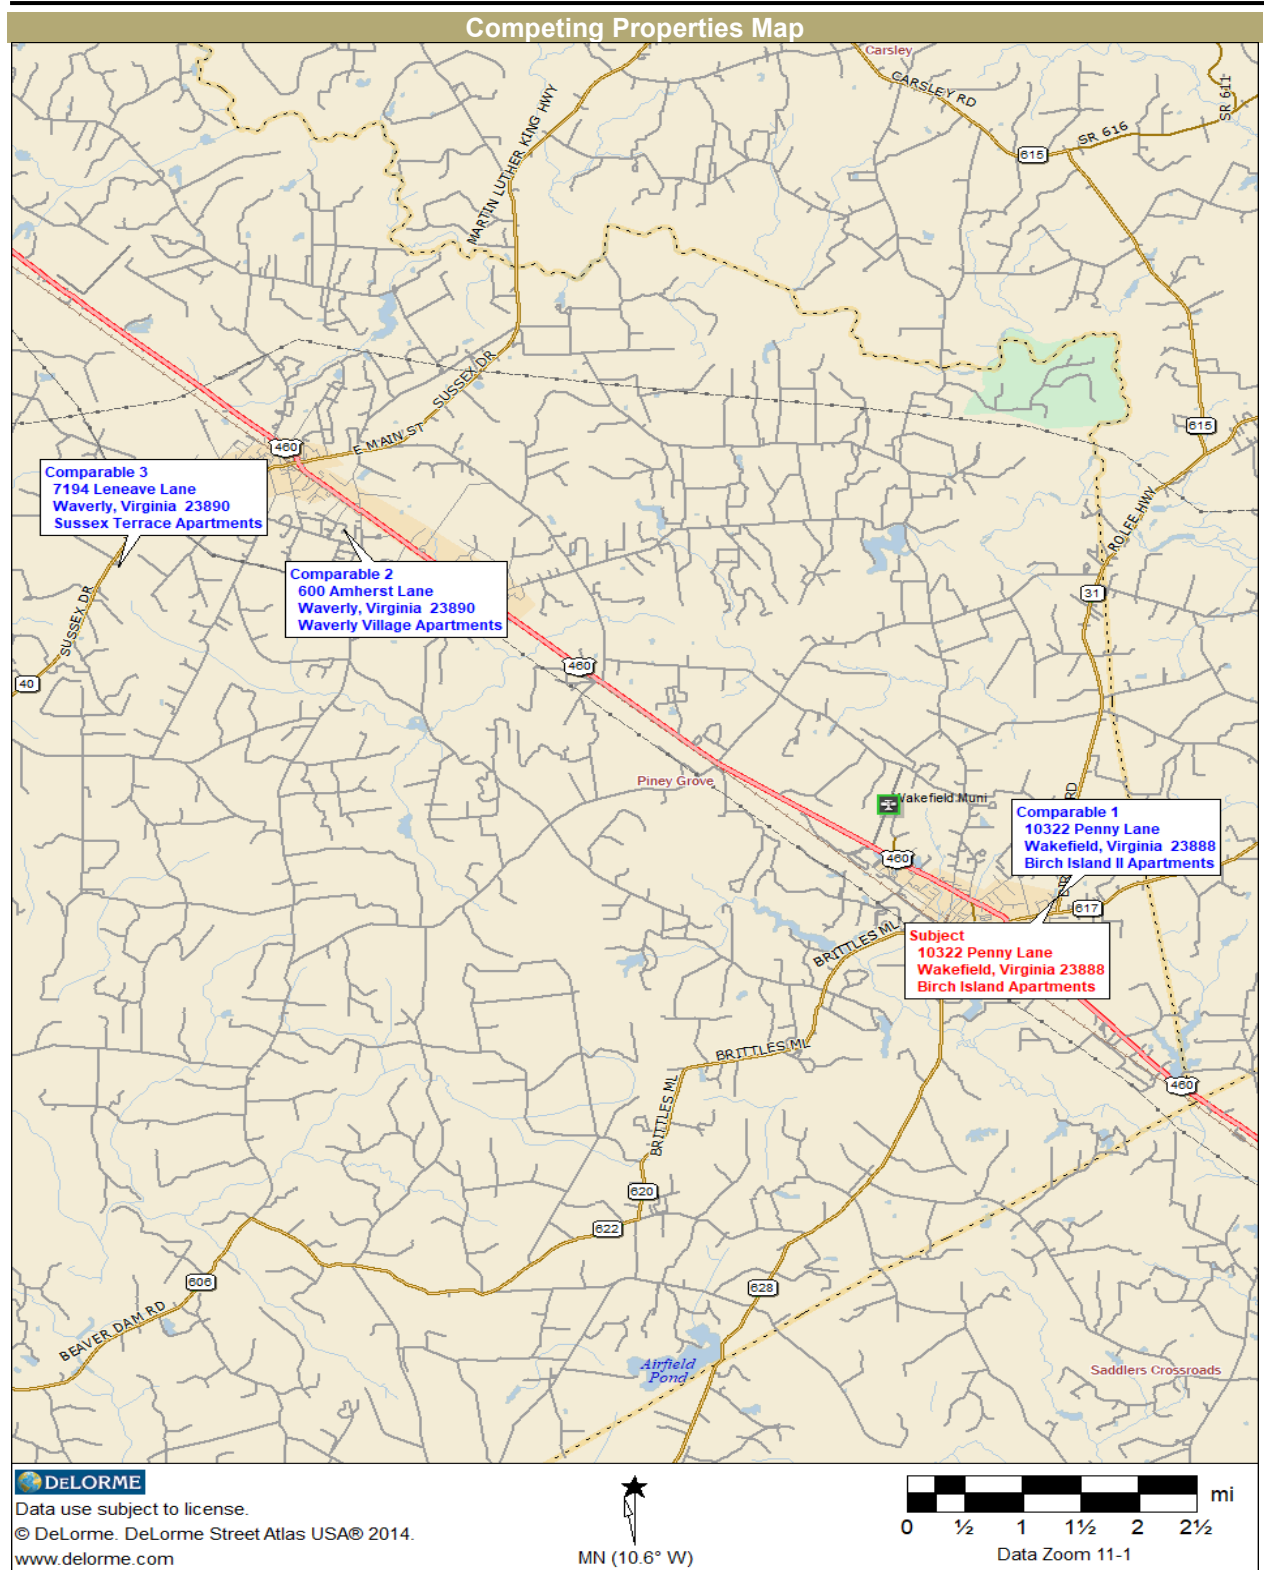 Competing Properties Map
Carsley
CARSLEY RD
SR 611
SR 616
615
MARTIN LUTHER KING HWY
SUSSEX DR
E MAIN ST
460
615
Comparable 3
7194 Leneave Lane
Waverly, Virginia 23890
Sussex Terrace Apartments
RO LEE HWY
Comparable 2
600 Amherst Lane
Waverly, Virginia 23890
Waverly Village Apartments
31
SUSSEX DR
40
460
Piney Grove
Wakefield Muni
RD
Comparable 1
10322 Penny Lane
Wakefield, Virginia 23888
Birch Island II Apartments
460
617
BRITTLES ML
Subject
10322 Penny Lane
Wakefield, Virginia 23888
Birch Island Apartments
BRITTLES ML
BRITTLES ML
460
620
622
606
628
BEAVER DAM RD
Airfield
Pond
Saddlers Crossroads
DELORME
Data use subject to license.
© DeLorme. DeLorme Street Atlas USA® 2014.
www.delorme.com
MN (10.6° W)
mi
0 ½ 1 1½ 2 2½
Data Zoom 11-1